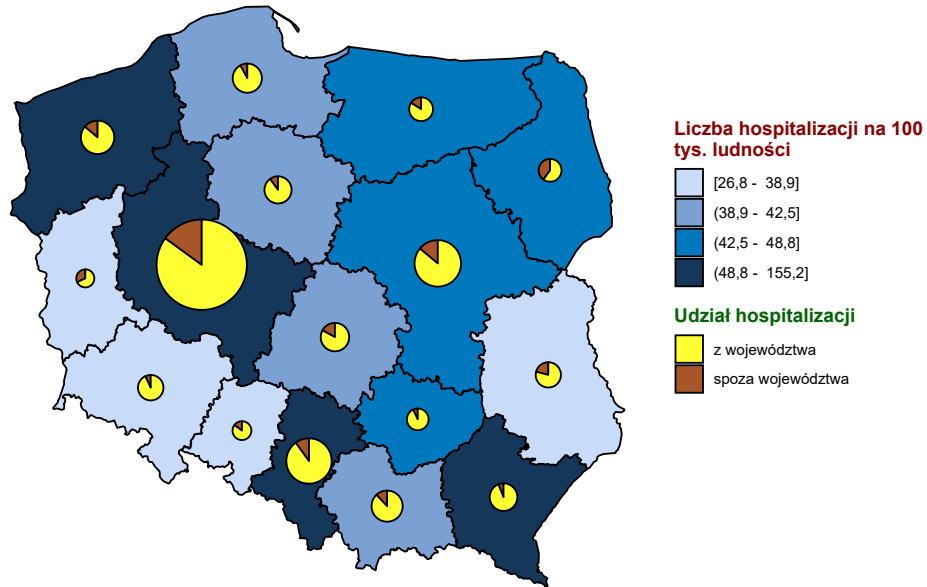 Liczba hospitalizacji na 100
tys. ludności
[26,8 - 38,9]
(38,9 - 42,5]
(42,5 - 48,8]
(48,8 - 155,2]
Udział hospitalizacji
z województwa
spoza województwa